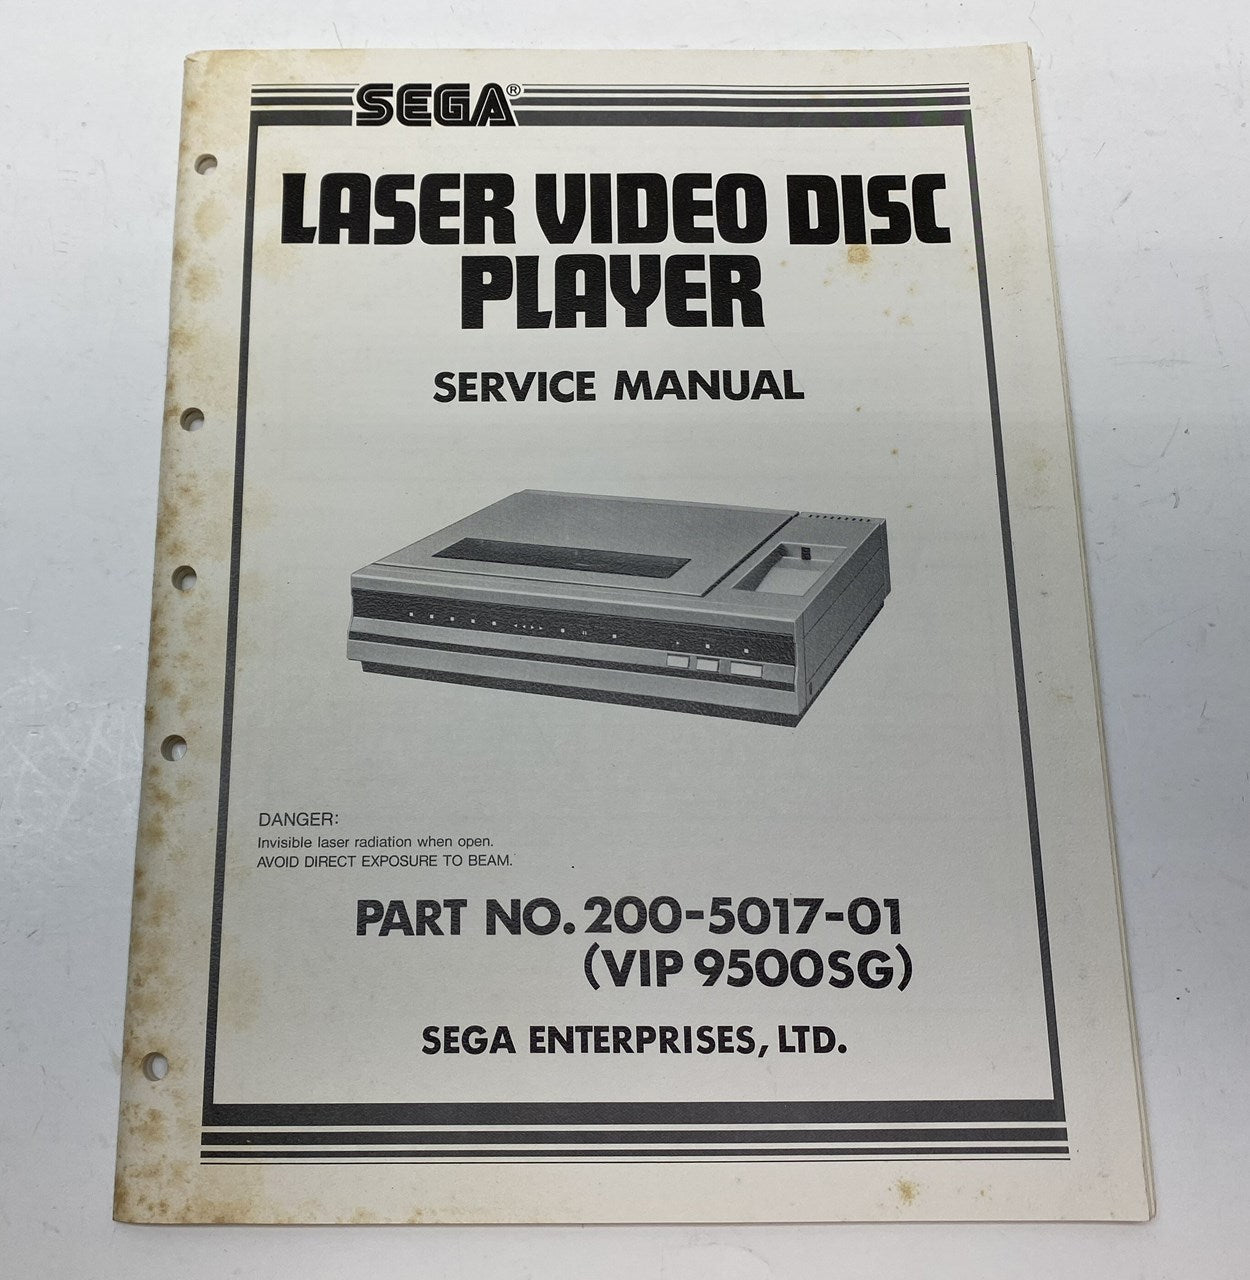 SEGA®
LASER VIDEO DISC
PLAYER
SERVICE MANUAL
DANGER:
Invisible laser radiation when open.
AVOID DIRECT EXPOSURE TO BEAM.
PART NO. 200-5017-01
(VIP 9500SG)
SEGA ENTERPRISES, LTD.